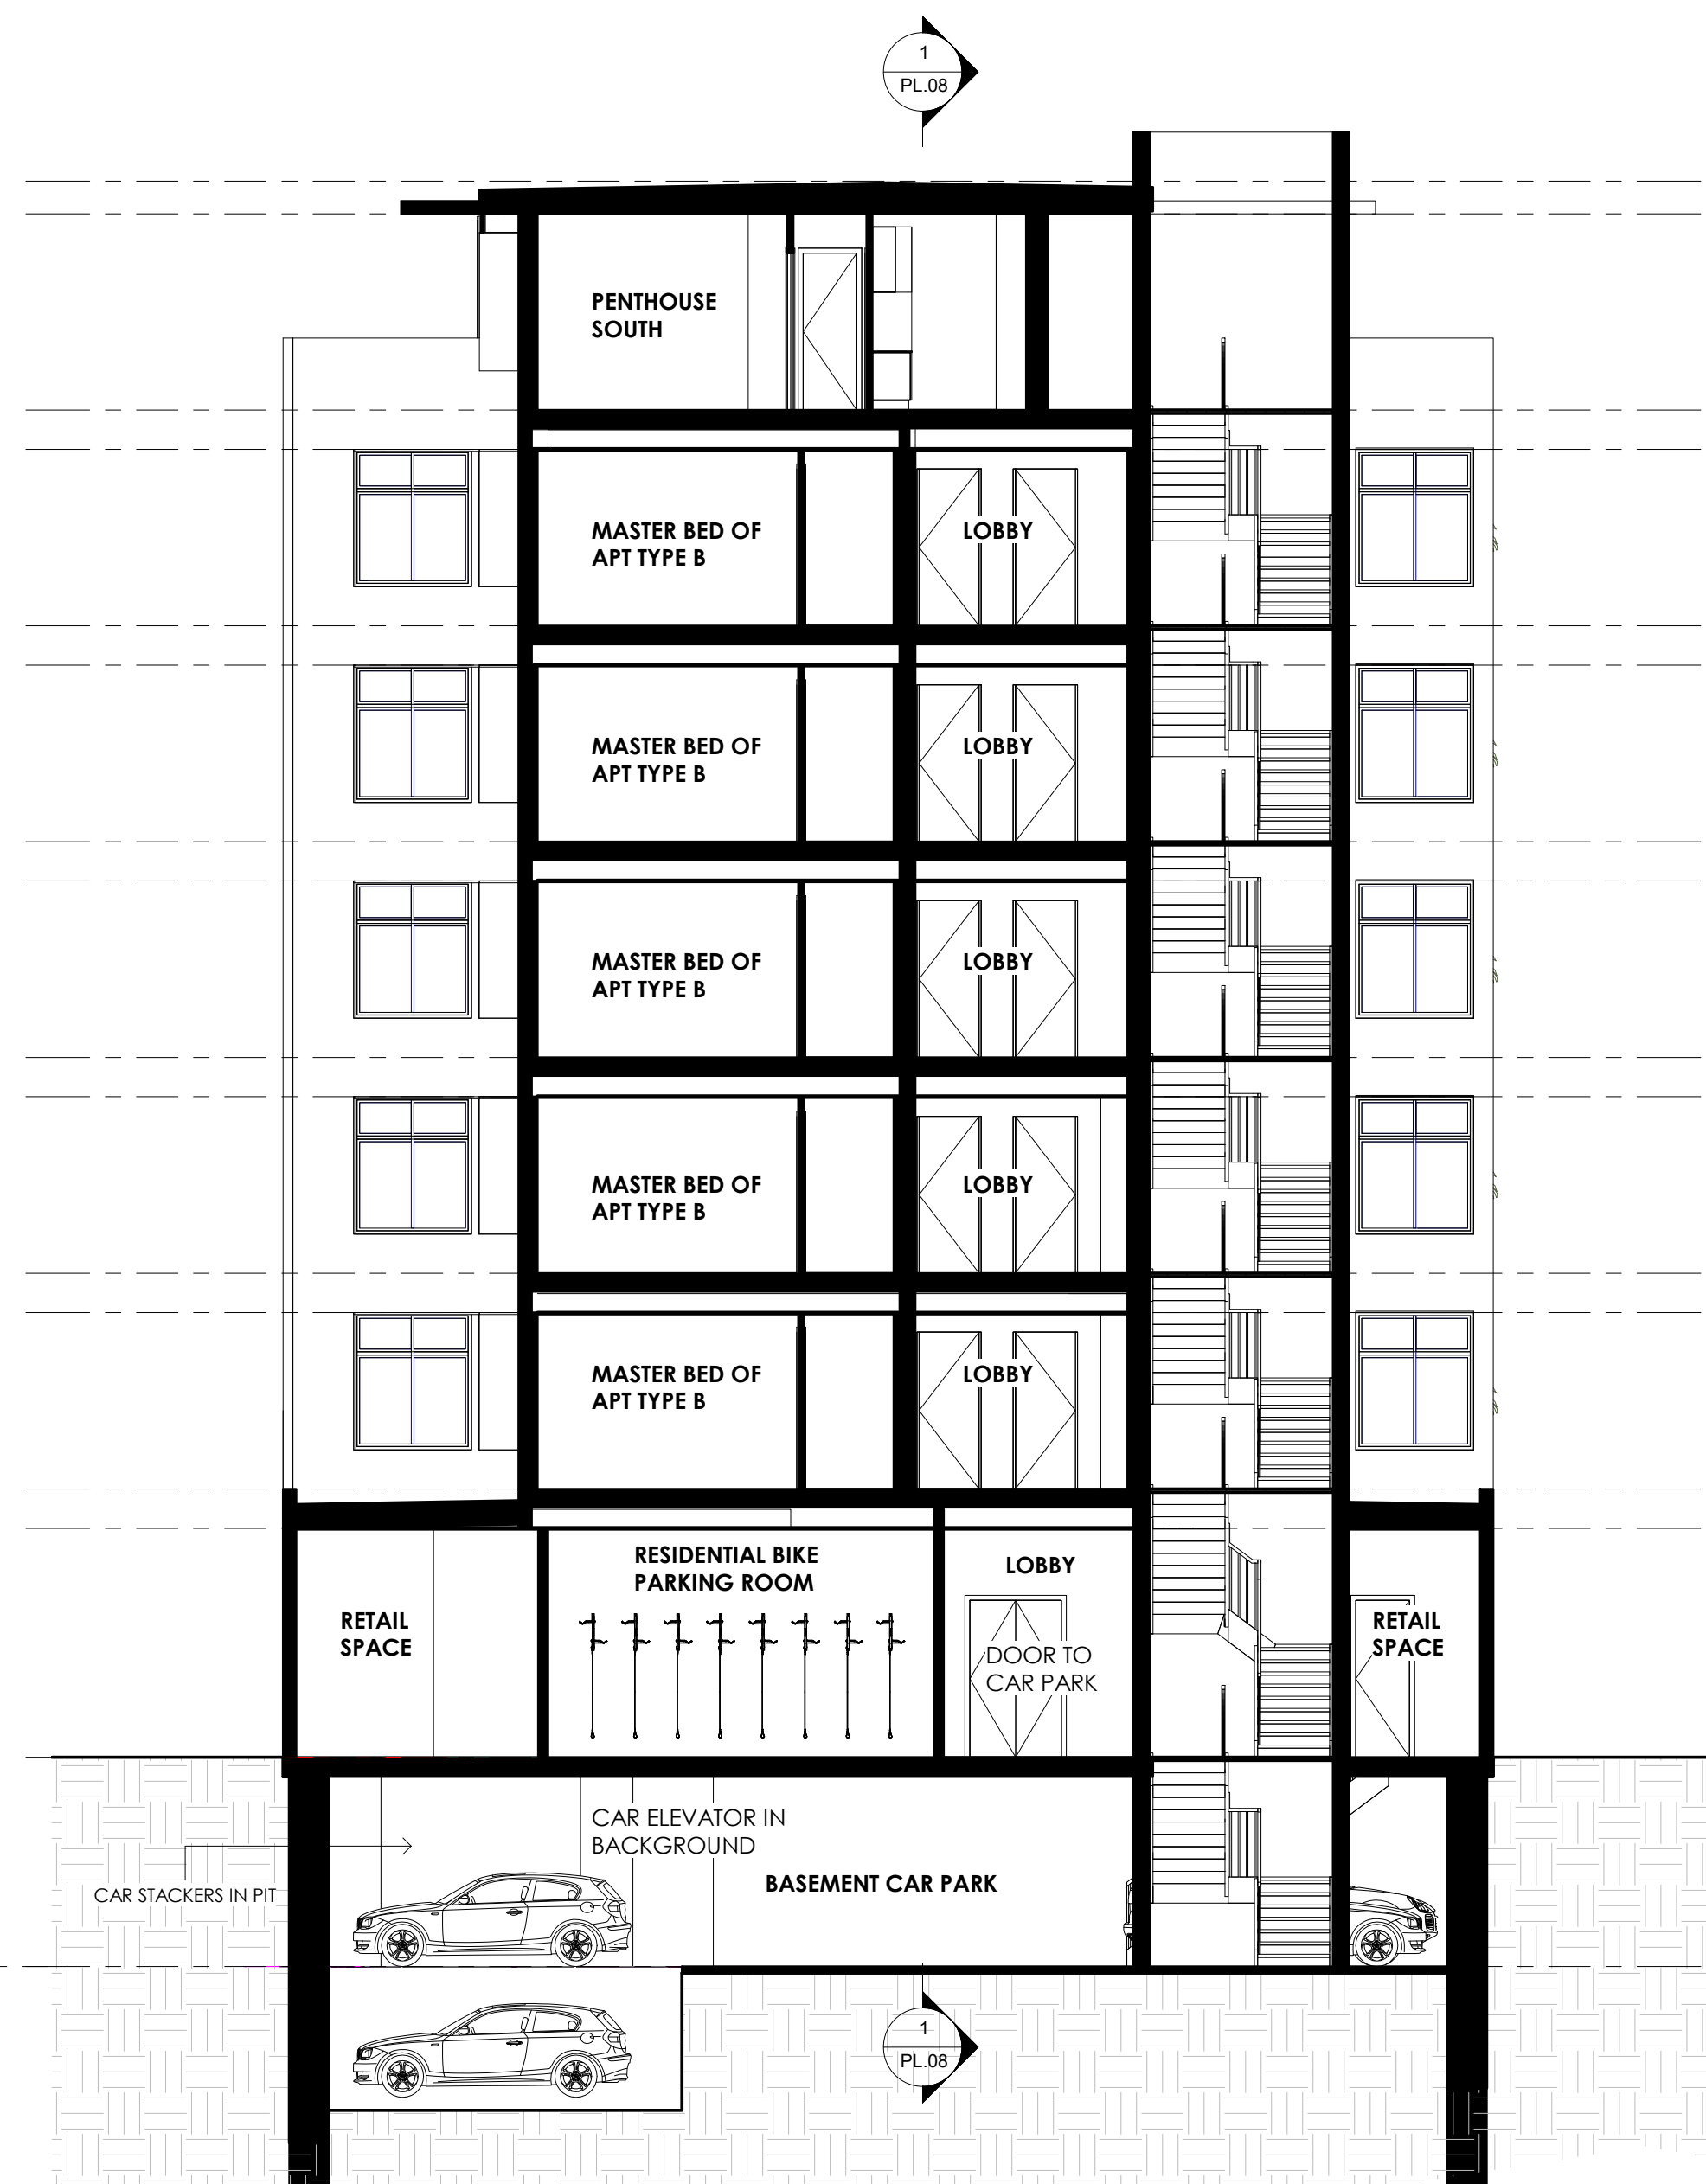 1
PL.08
PENTHOUSE
SOUTH
MASTER BED OF
APT TYPE B
LOBBY
MASTER BED OF
APT TYPE B
LOBBY
MASTER BED OF
APT TYPE B
LOBBY
MASTER BED OF
APT TYPE B
LOBBY
MASTER BED OF
APT TYPE B
LOBBY
RETAIL
SPACE
RESIDENTIAL BIKE
PARKING ROOM
LOBBY
DOOR TO
CAR PARK
RETAIL
SPACE
CAR ELEVATOR IN
BACKGROUND
BASEMENT CAR PARK
CAR STACKERS IN PIT
1
PL.08